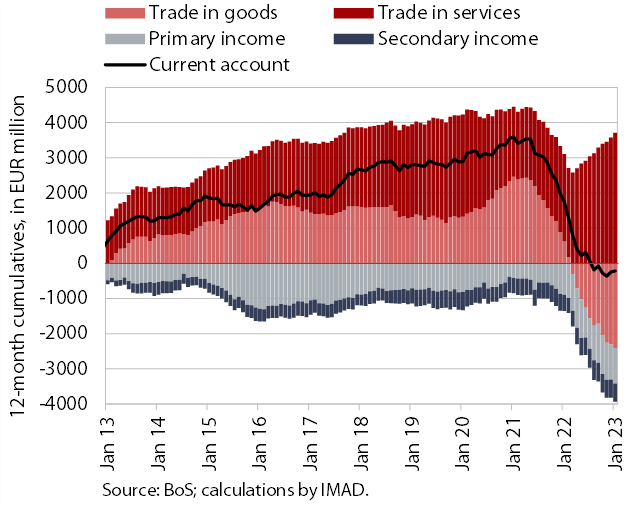 Trade in goods Trade in services
Primary income Secondary income
Current account
12-month cumulatives, in EUR million
5000
4000
3000
2000
1000
0
-1000
-2000
-3000
-4000
Jan 13 Jan 14 Jan 15 Jan 16 Jan 17 Jan 18 Jan 19 Jan 20 Jan 21 Jan 22 Jan 23
Source: BoS; calculations by IMAD.